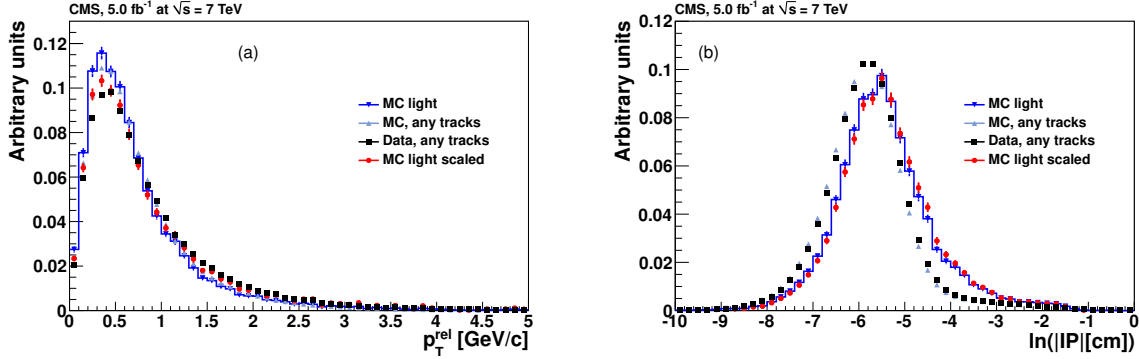 CMS, 5.0 fb⁻¹ at √s = 7 TeV
Arbitrary units
0.12
0.1
0.08
0.06
0.04
0.02
0
(a)
MC light
MC, any tracks
Data, any tracks
MC light scaled
0 0.5 1 1.5 2 2.5 3 3.5 4 4.5 5
p_T^rel [GeV/c]
CMS, 5.0 fb⁻¹ at √s = 7 TeV
Arbitrary units
0.12
0.1
0.08
0.06
0.04
0.02
0
(b)
MC light
MC, any tracks
Data, any tracks
MC light scaled
-10 -9 -8 -7 -6 -5 -4 -3 -2 -1 0
ln(|IP|[cm])